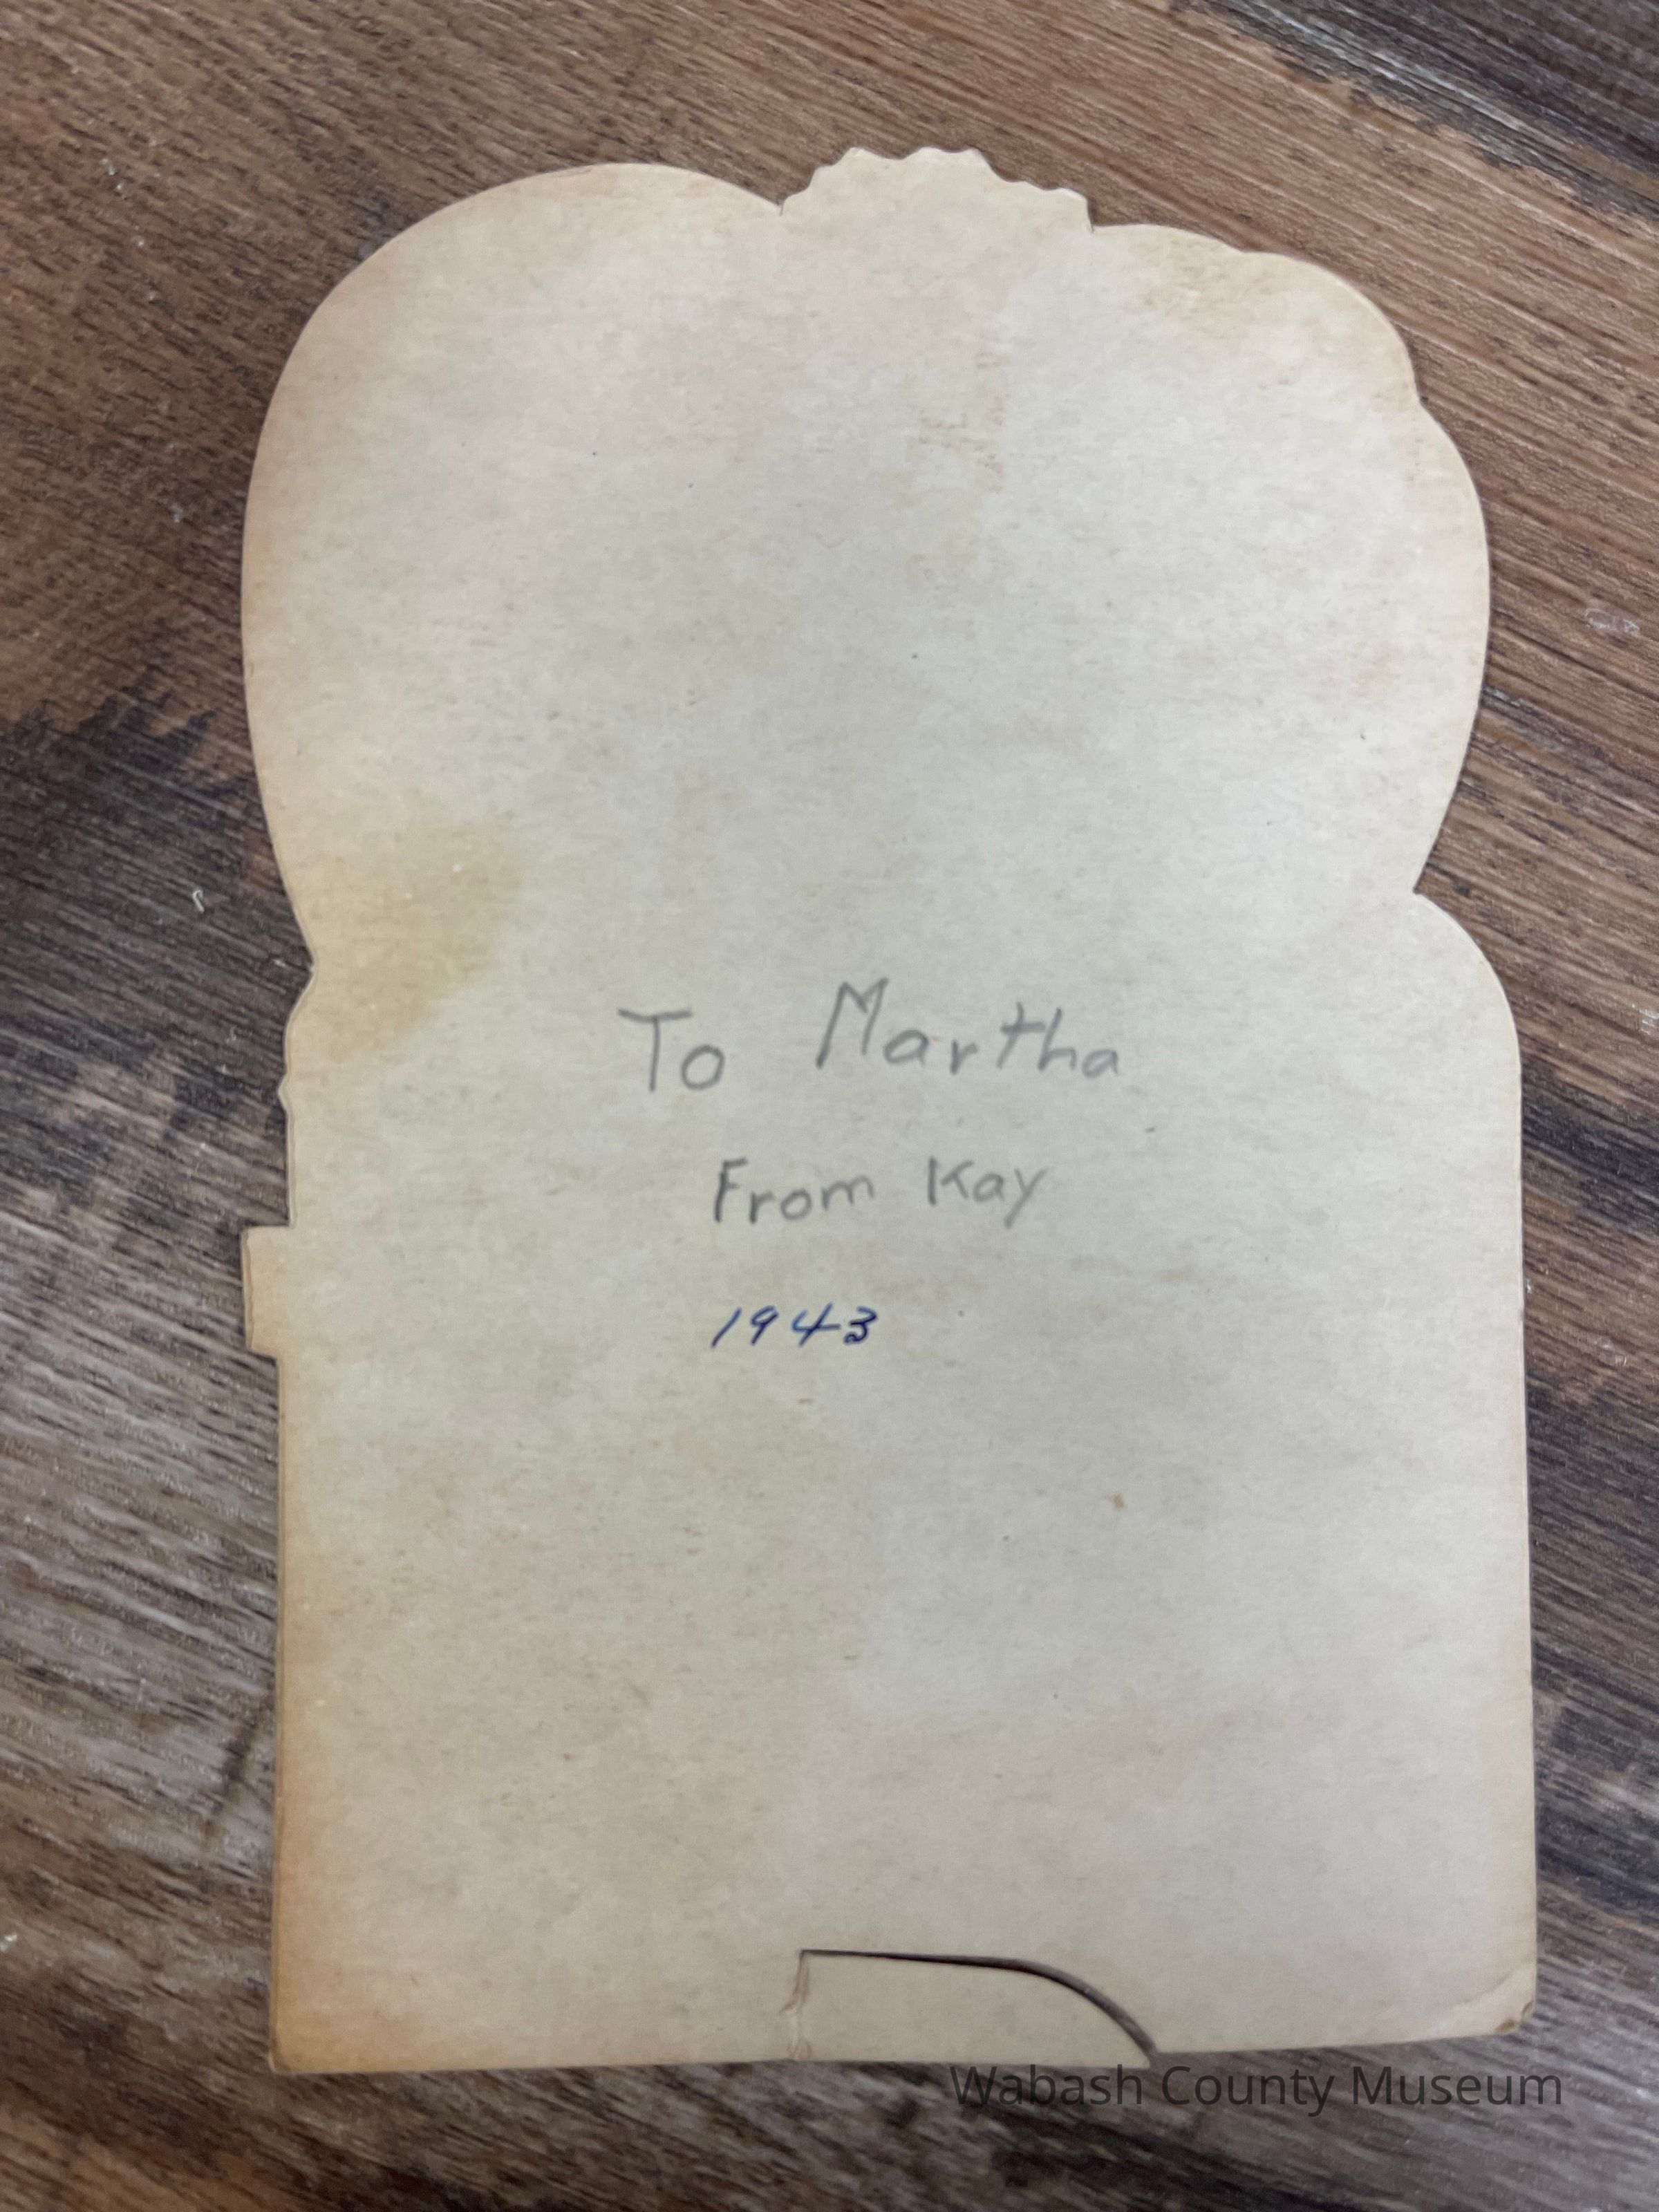 To Martha
From Kay
1943
Wabash County Museum